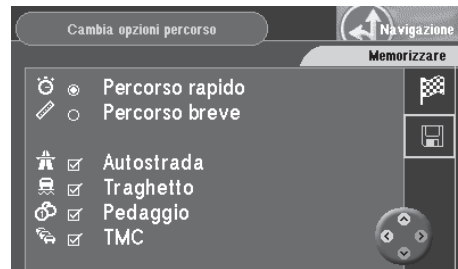 Cambia opzioni percorso
Navigazione
Memorizzare
Percorso rapido
Percorso breve
Autostrada
Traghetto
Pedaggio
TMC